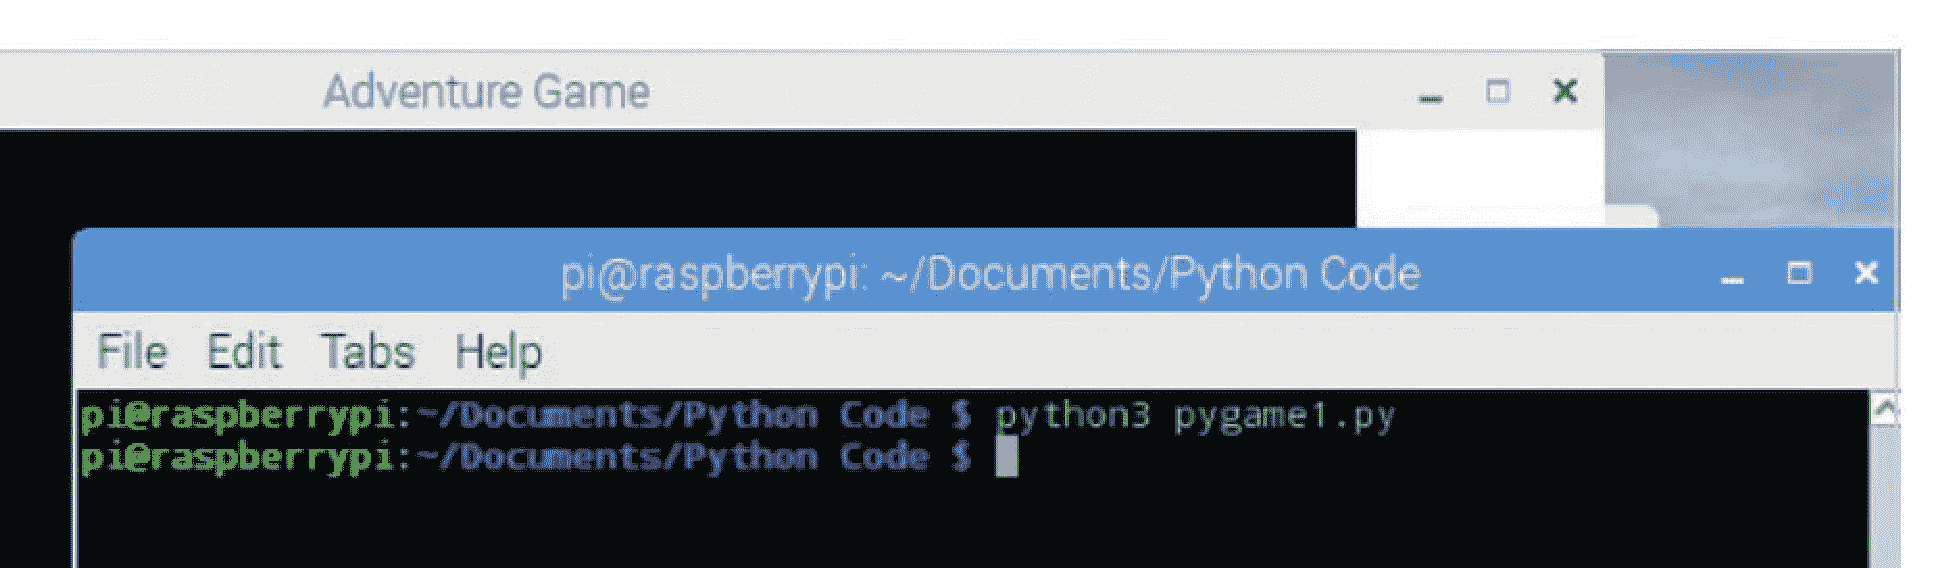 Adventure Game
pi@raspberrypi: ~/Documents/Python Code
File Edit Tabs Help
pi@raspberrypi:~/Documents/Python Code $ python3 pygame1.py
pi@raspberrypi:~/Documents/Python Code $